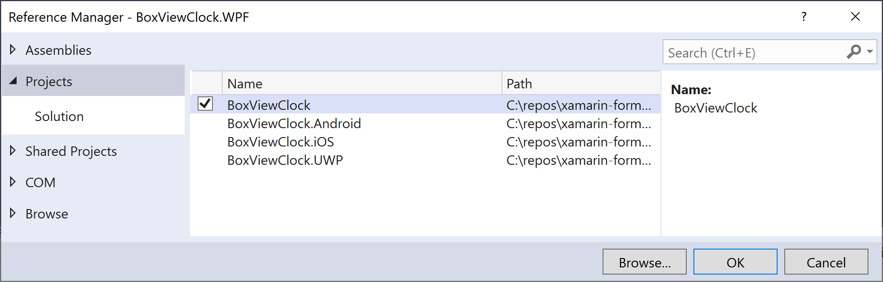 Reference Manager - BoxViewClock.WPF
?
Assemblies
Search (Ctrl+E)
Projects
Name Path
Name:
BoxViewClock C:\repos\xamarin-form...
BoxViewClock
Solution
BoxViewClock.Android C:\repos\xamarin-form...
BoxViewClock.iOS C:\repos\xamarin-form...
Shared Projects
BoxViewClock.UWP C:\repos\xamarin-form...
COM
Browse
Browse... OK Cancel